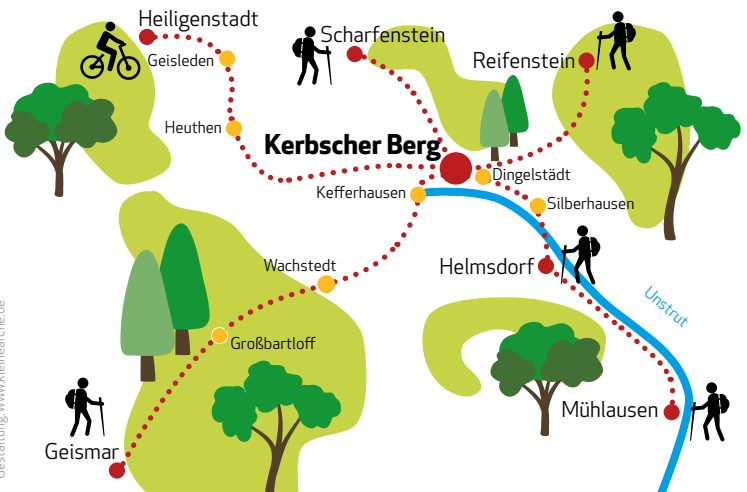 Heiligenstadt
Scharfenstein
Geisleden
Reifenstein
Heuthen
Kerbscher Berg
Dingelstädt
Kefferhausen
Silberhausen
Wachstedt
Helmsdorf
Unstrut
Großbartloff
Mühlausen
Geismar
Gestaltung:www.kleinearche.de